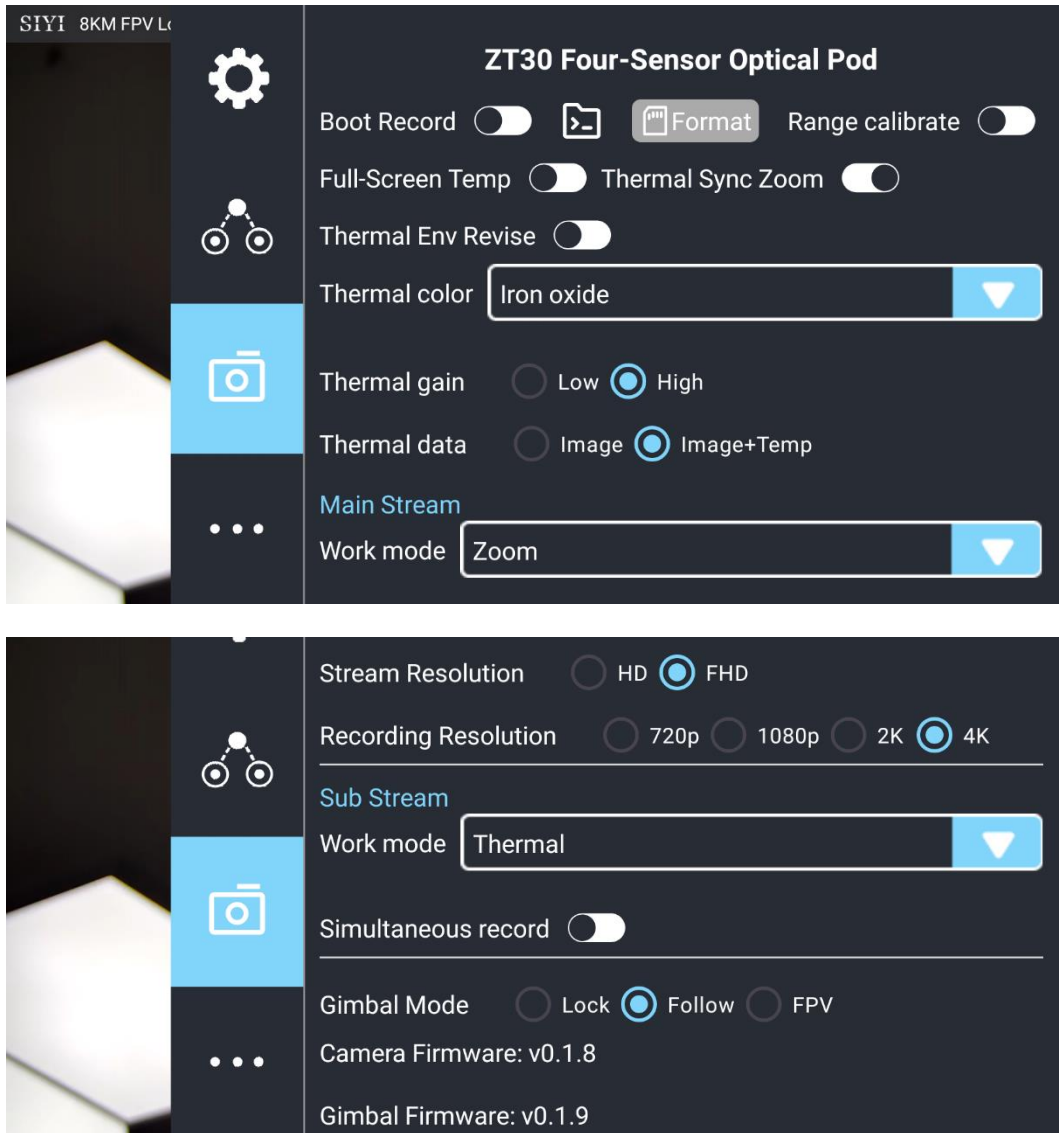 SIYI 8KM FPV
ZT30 Four-Sensor Optical Pod
Boot Record Format Range calibrate
Full-Screen Temp Thermal Sync Zoom
Thermal Env Revise
Thermal color Iron oxide
Thermal gain Low High
Thermal data Image Image+Temp
Main Stream
Work mode Zoom
Stream Resolution HD FHD
Recording Resolution 720p 1080p 2K 4K
Sub Stream
Work mode Thermal
Simultaneous record
Gimbal Mode Lock Follow FPV
Camera Firmware: v0.1.8
Gimbal Firmware: v0.1.9